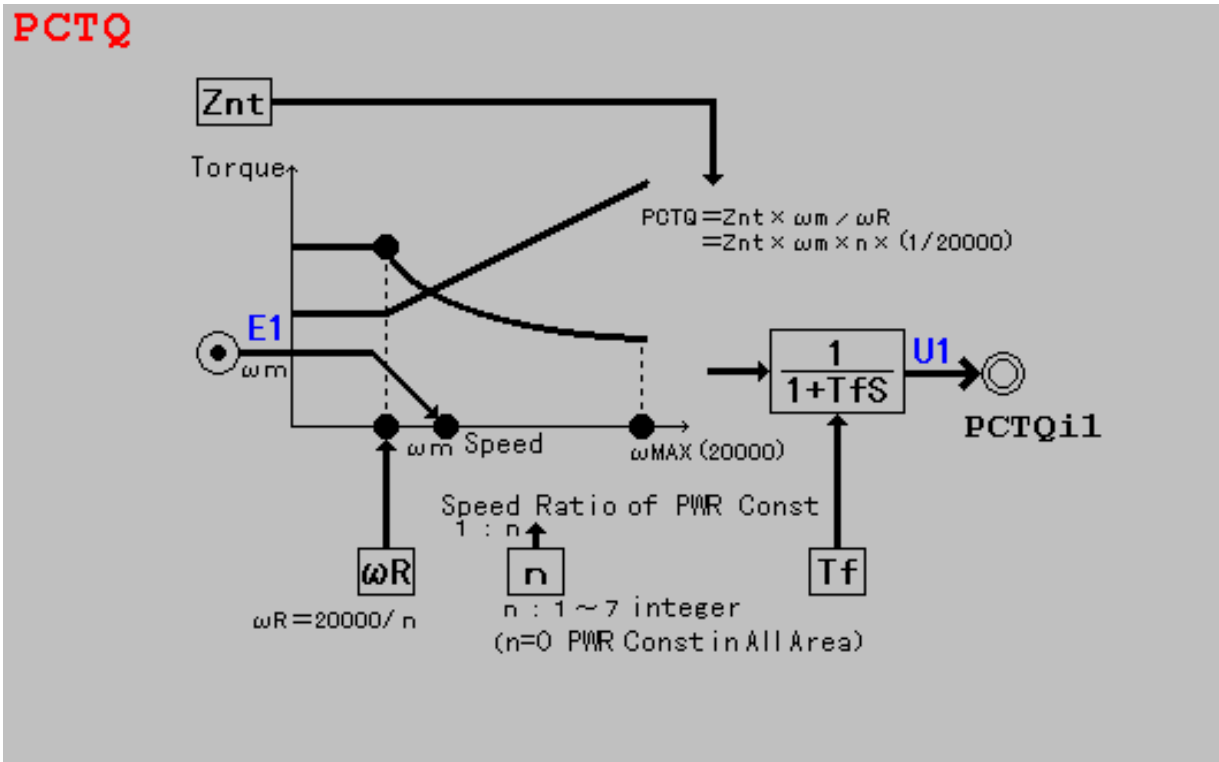 PCTQ
Znt
Torque
PCTQ=Znt×ωm/ωR
=Znt×ωm×n×(1/20000)
E1
ωm
1
1+TfS
U1
PCTQi1
ωm Speed
ωMAX(20000)
Speed Ratio of PWR Const
1 : n
ωR
n
Tf
ωR=20000/n
n : 1~7 integer
(n=0 PWR Const in All Area)